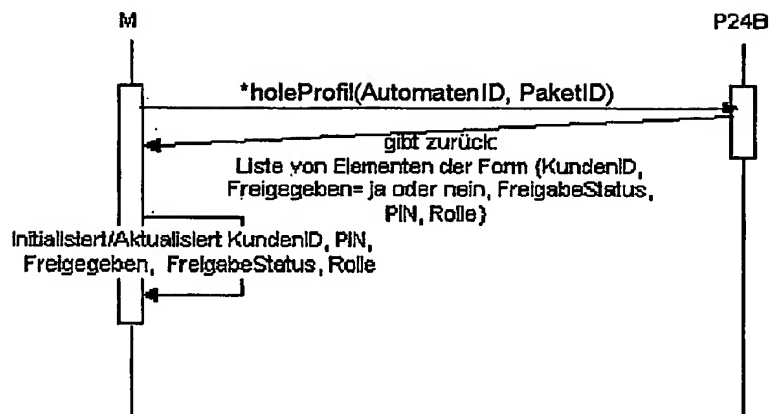 M
P24B
*holeProfil(AutomatenID, PaketID)
gibt zurück:
Liste von Elementen der Form {KundenID,
Freigegeben= ja oder nein, FreigabeStatus,
PIN, Rolle}
Initialisiert/Aktualisiert KundenID, PIN,
Freigegeben, FreigabeStatus, Rolle